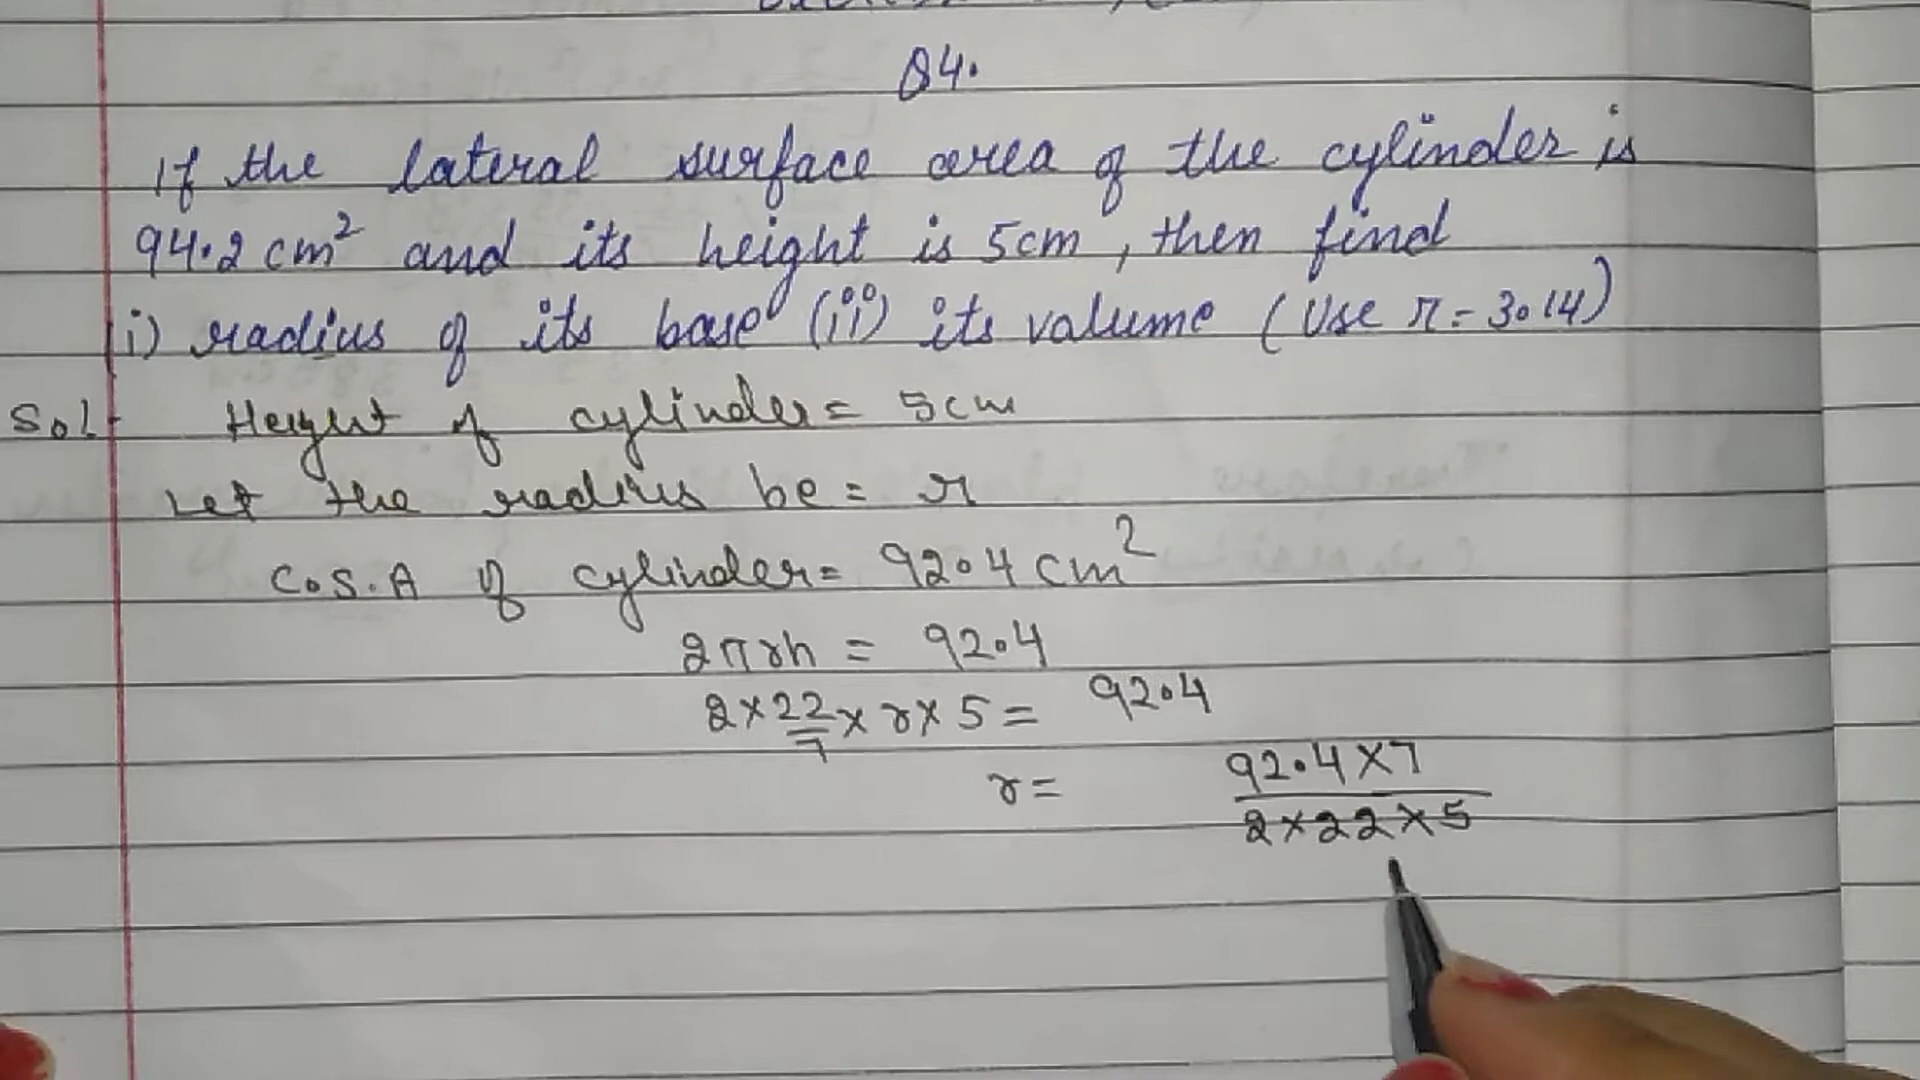 Q4.
If the lateral surface area of the cylinder is
94.2 cm² and its height is 5cm, then find
i) radius of its base (ii) its volume (Use π = 3.14)
Sol- Height of cylinder = 5cm
Let the radius be = r
C.S.A of cylinder = 92.4 cm²
2πrh = 92.4
2×22/7 × r × 5 = 92.4
r = 92.4×7 / 2×22×5